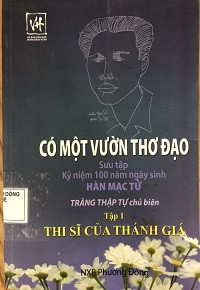 CÓ MỘT VƯỜN THƠ ĐẠO
Sưu tập
Kỷ niệm 100 năm ngày sinh
HÀN MẠC TỬ
TRĂNG THẬP TỰ chủ biên
Tập 1
THI SĨ CỦA THÁNH GIÁ
NXB Phương Đông